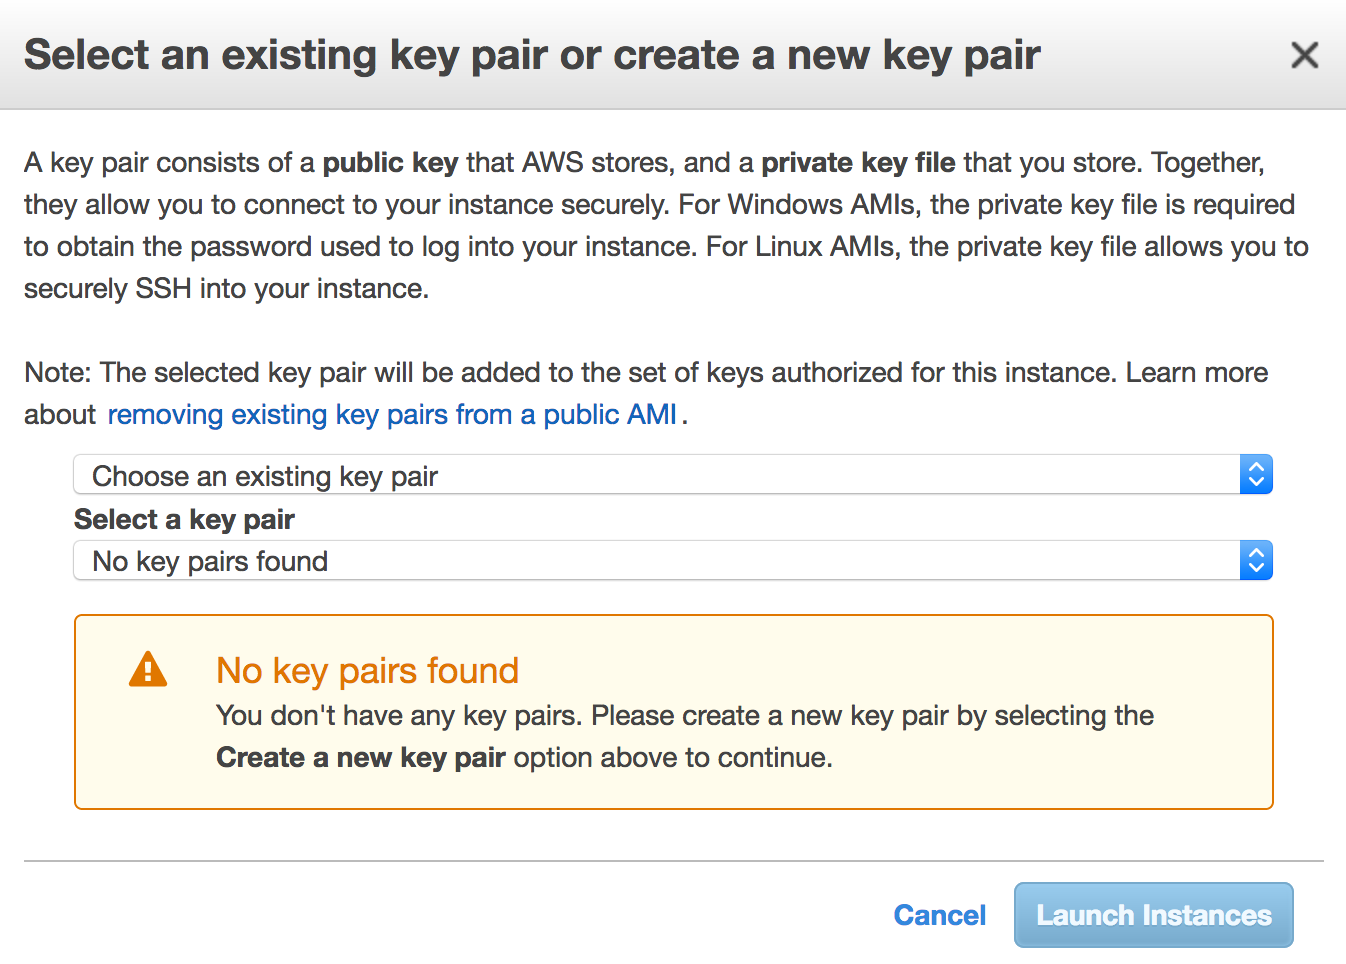 Select an existing key pair or create a new key pair
A key pair consists of a public key that AWS stores, and a private key file that you store. Together,
they allow you to connect to your instance securely. For Windows AMIs, the private key file is required
to obtain the password used to log into your instance. For Linux AMIs, the private key file allows you to
securely SSH into your instance.
Note: The selected key pair will be added to the set of keys authorized for this instance. Learn more
about removing existing key pairs from a public AMI.
Choose an existing key pair
Select a key pair
No key pairs found
No key pairs found
You don't have any key pairs. Please create a new key pair by selecting the
Create a new key pair option above to continue.
Cancel Launch Instances